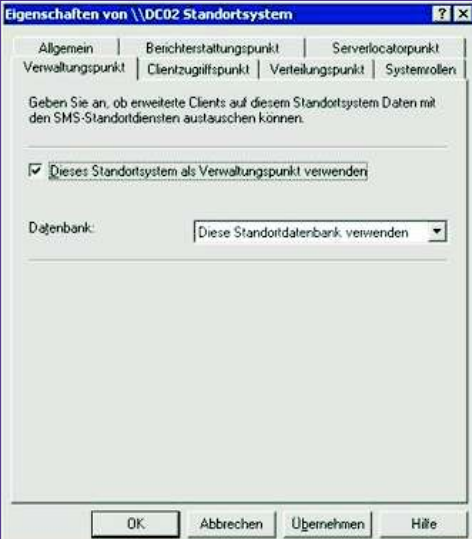 Eigenschaften von \\DC02 Standortsystem
Allgemein Berichterstattungspunkt Serverlocatorpunkt
Verwaltungspunkt Clientzugriffspunkt Verteilungspunkt Systemrollen
Geben Sie an, ob erweiterte Clients auf diesem Standortsystem Daten mit
den SMS-Standortdiensten austauschen können.
Dieses Standortsystem als Verwaltungspunkt verwenden
Datenbank: Diese Standortdatenbank verwenden
OK Abbrechen Übernehmen Hilfe